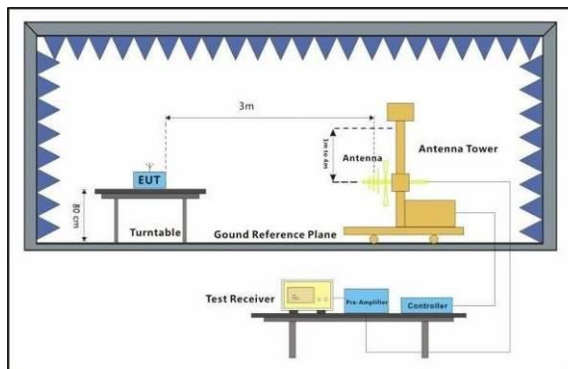 3m
1m to 4m
Antenna
Antenna Tower
EUT
80 cm
Turntable
Gound Reference Plane
Test Receiver
Pre-Amplifier
Controller